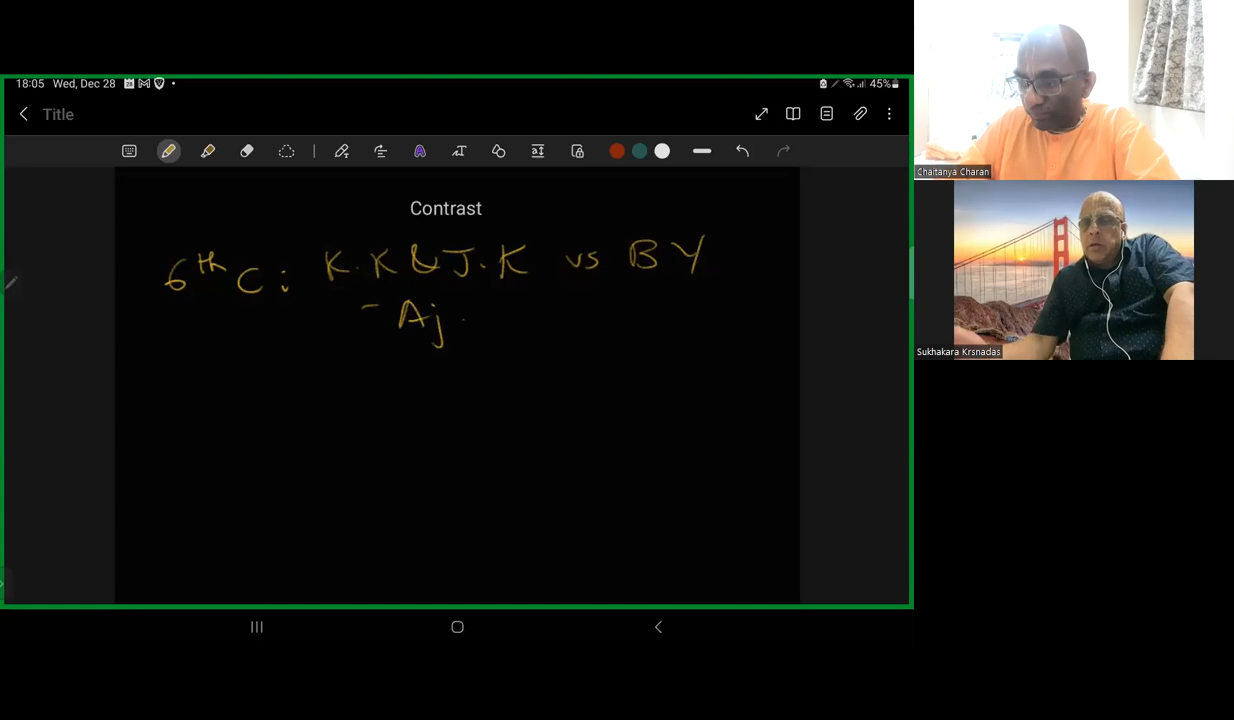 18:05 Wed, Dec 28
45%
Title
Contrast
6th C: K.K & J.K vs BY
- Aj
Chaitanya Charan
Sukhakara Krsnadas